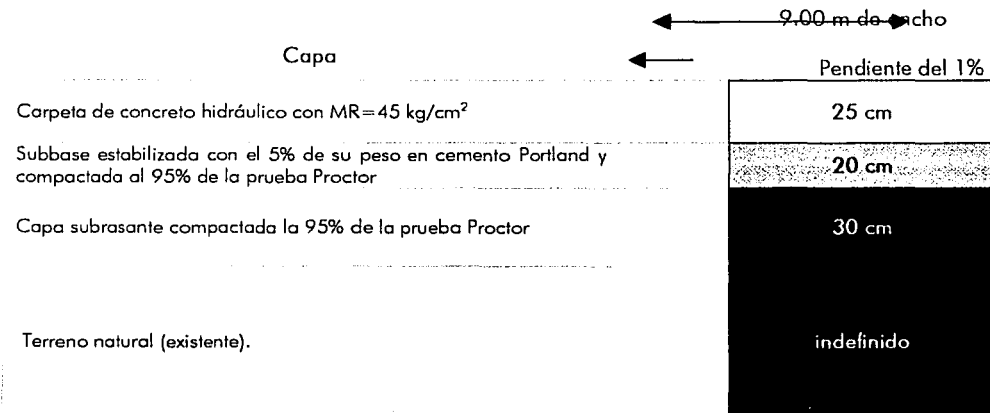 9.00 m de ancho
Capa
Pendiente del 1%
Carpeta de concreto hidráulico con MR=45 kg/cm²
25 cm
Subbase estabilizada con el 5% de su peso en cemento Portland y
compactada al 95% de la prueba Proctor
20 cm
Capa subrasante compactada la 95% de la prueba Proctor
30 cm
Terreno natural (existente).
indefinido